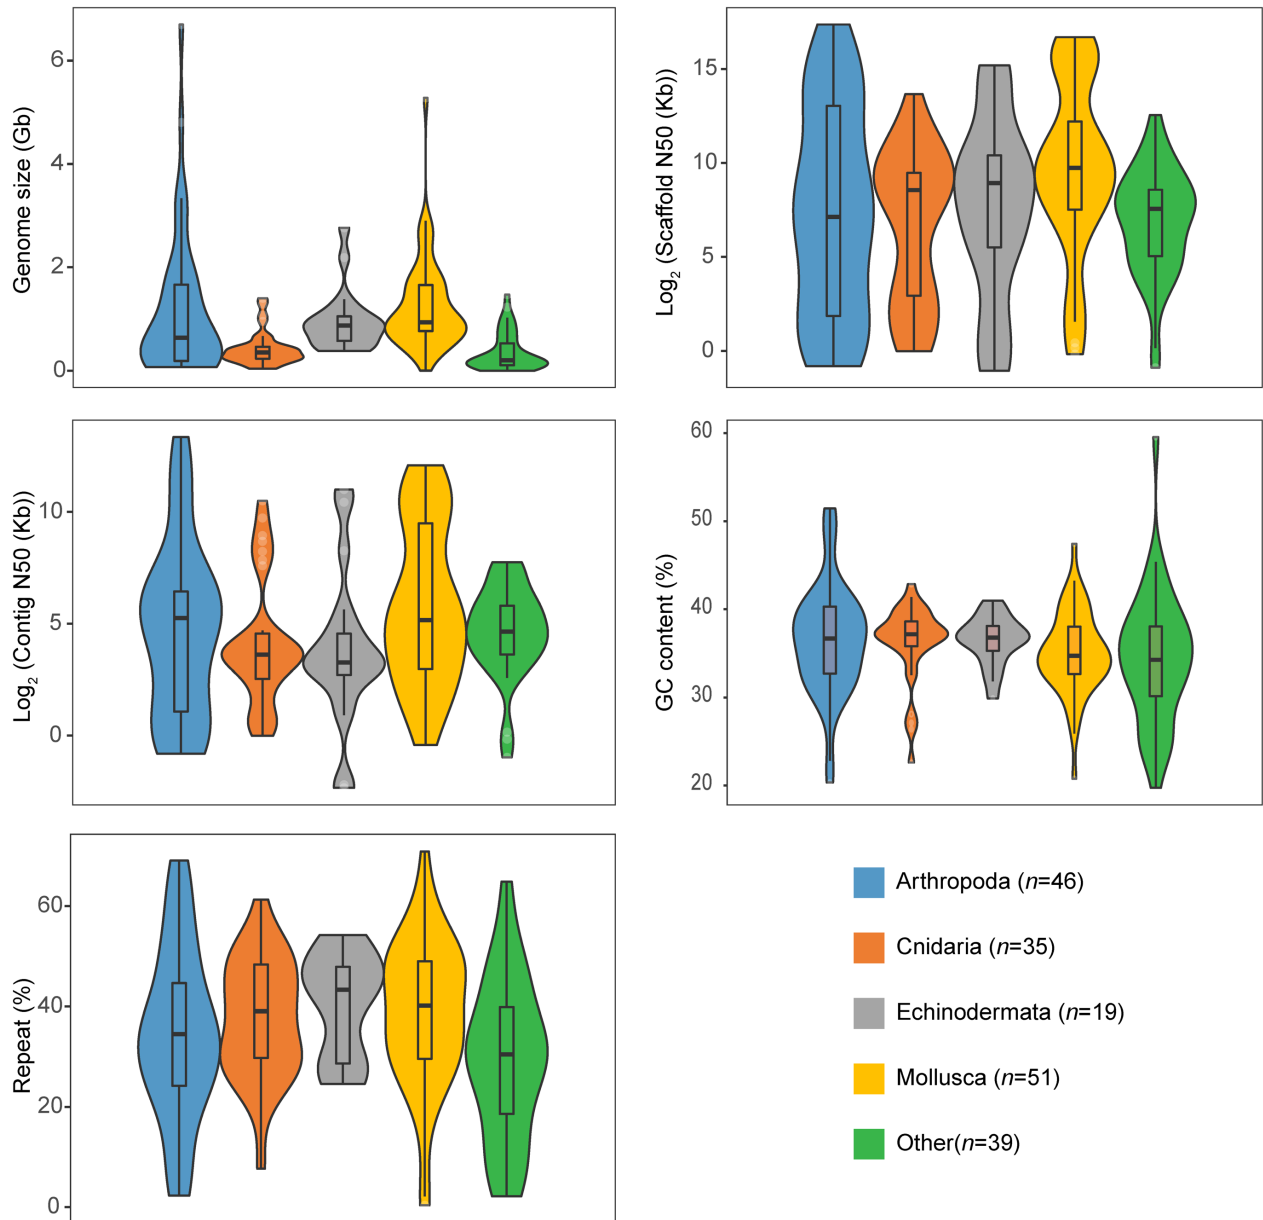 Genome size (Gb)
6
4
2
0
Log2 (Scaffold N50 (Kb))
15
10
5
0
Log2 (Contig N50 (Kb))
10
5
0
GC content (%)
60
50
40
30
20
Repeat (%)
60
40
20
0
Arthropoda (n=46)
Cnidaria (n=35)
Echinodermata (n=19)
Mollusca (n=51)
Other(n=39)